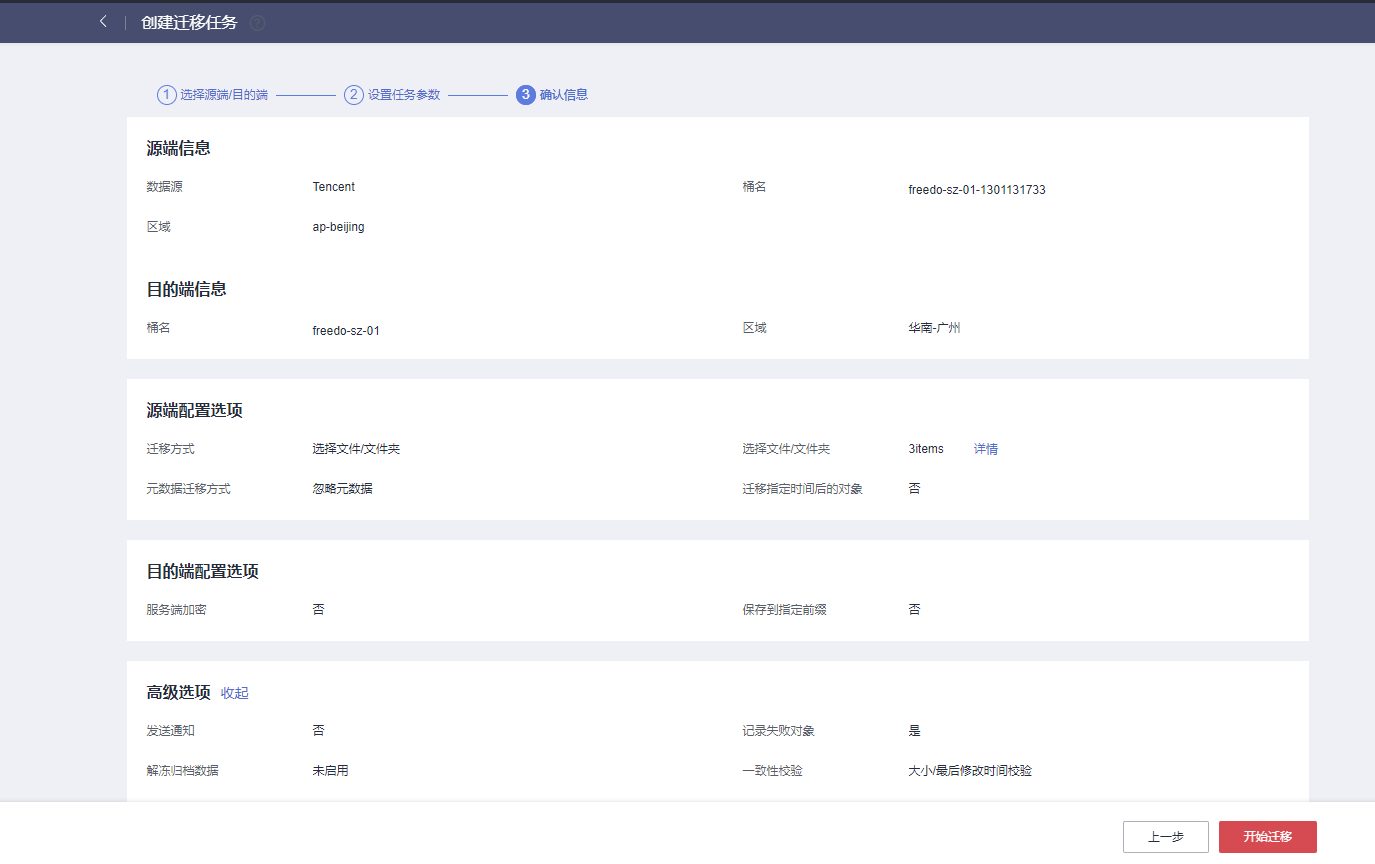 创建迁移任务 ?
1 选择源端/目的端 2 设置任务参数 3 确认信息
源端信息
数据源 Tencent 桶名 freedo-sz-01-1301131733
区域 ap-beijing
目的端信息
桶名 freedo-sz-01 区域 华南-广州
源端配置选项
迁移方式 选择文件/文件夹 选择文件/文件夹 3items 详情
元数据迁移方式 忽略元数据 迁移指定时间后的对象 否
目的端配置选项
服务端加密 否 保存到指定前缀 否
高级选项 收起
发送通知 否 记录失败对象 是
解冻归档数据 未启用 一致性校验 大小/最后修改时间校验
上一步 开始迁移